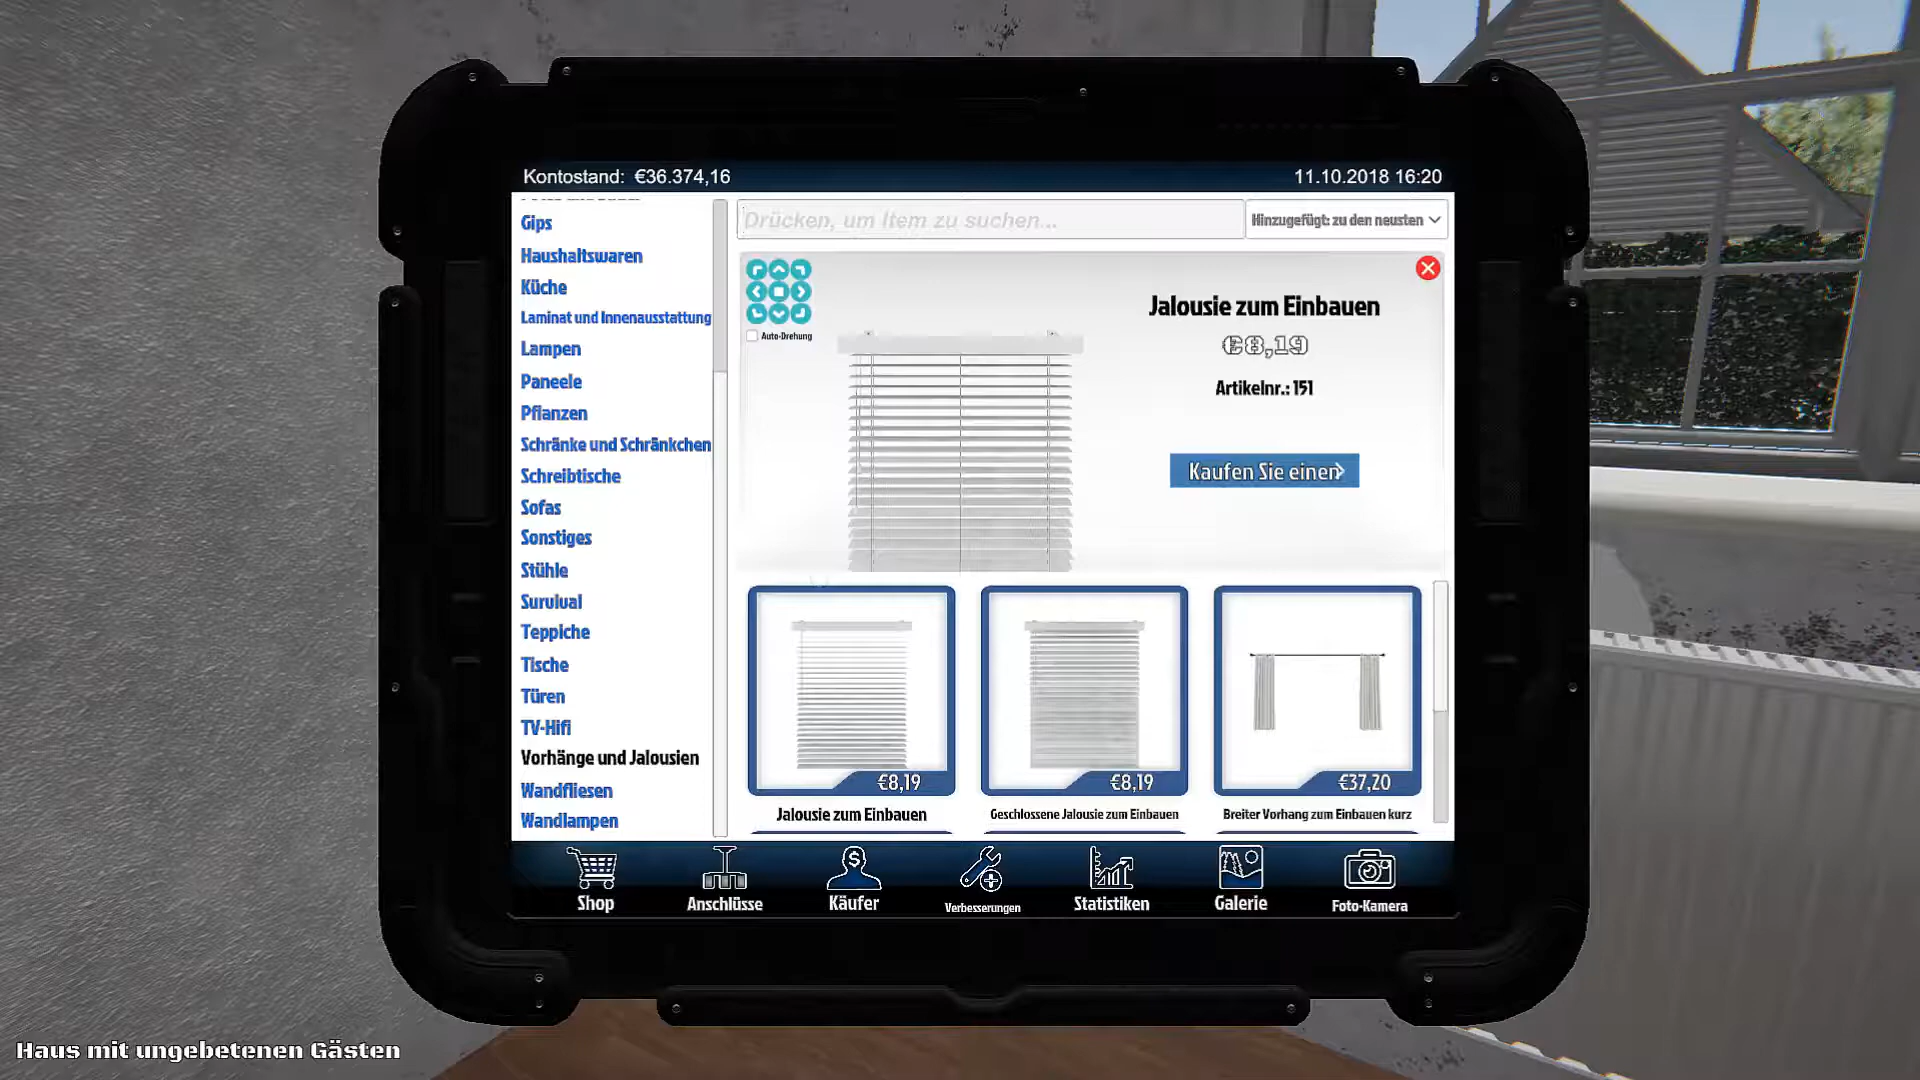 Kontostand: €36.374,16
11.10.2018 16:20
Gips
Haushaltswaren
Küche
Laminat und Innenausstattung
Lampen
Paneele
Pflanzen
Schränke und Schränkchen
Schreibtische
Sofas
Sonstiges
Stühle
Survival
Teppiche
Tische
Türen
TV-Hifi
Vorhänge und Jalousien
Wandfliesen
Wandlampen
Drücken, um Item zu suchen...
Hinzugefügt: zu den neusten
Auto-Drehung
Jalousie zum Einbauen
€8,19
Artikelnr.: 151
Kaufen Sie einen
€8,19
Jalousie zum Einbauen
€8,19
Geschlossene Jalousie zum Einbauen
€37,20
Breiter Vorhang zum Einbauen kurz
Shop
Anschlüsse
Käufer
Verbesserungen
Statistiken
Galerie
Foto-Kamera
Haus mit ungebetenen Gästen